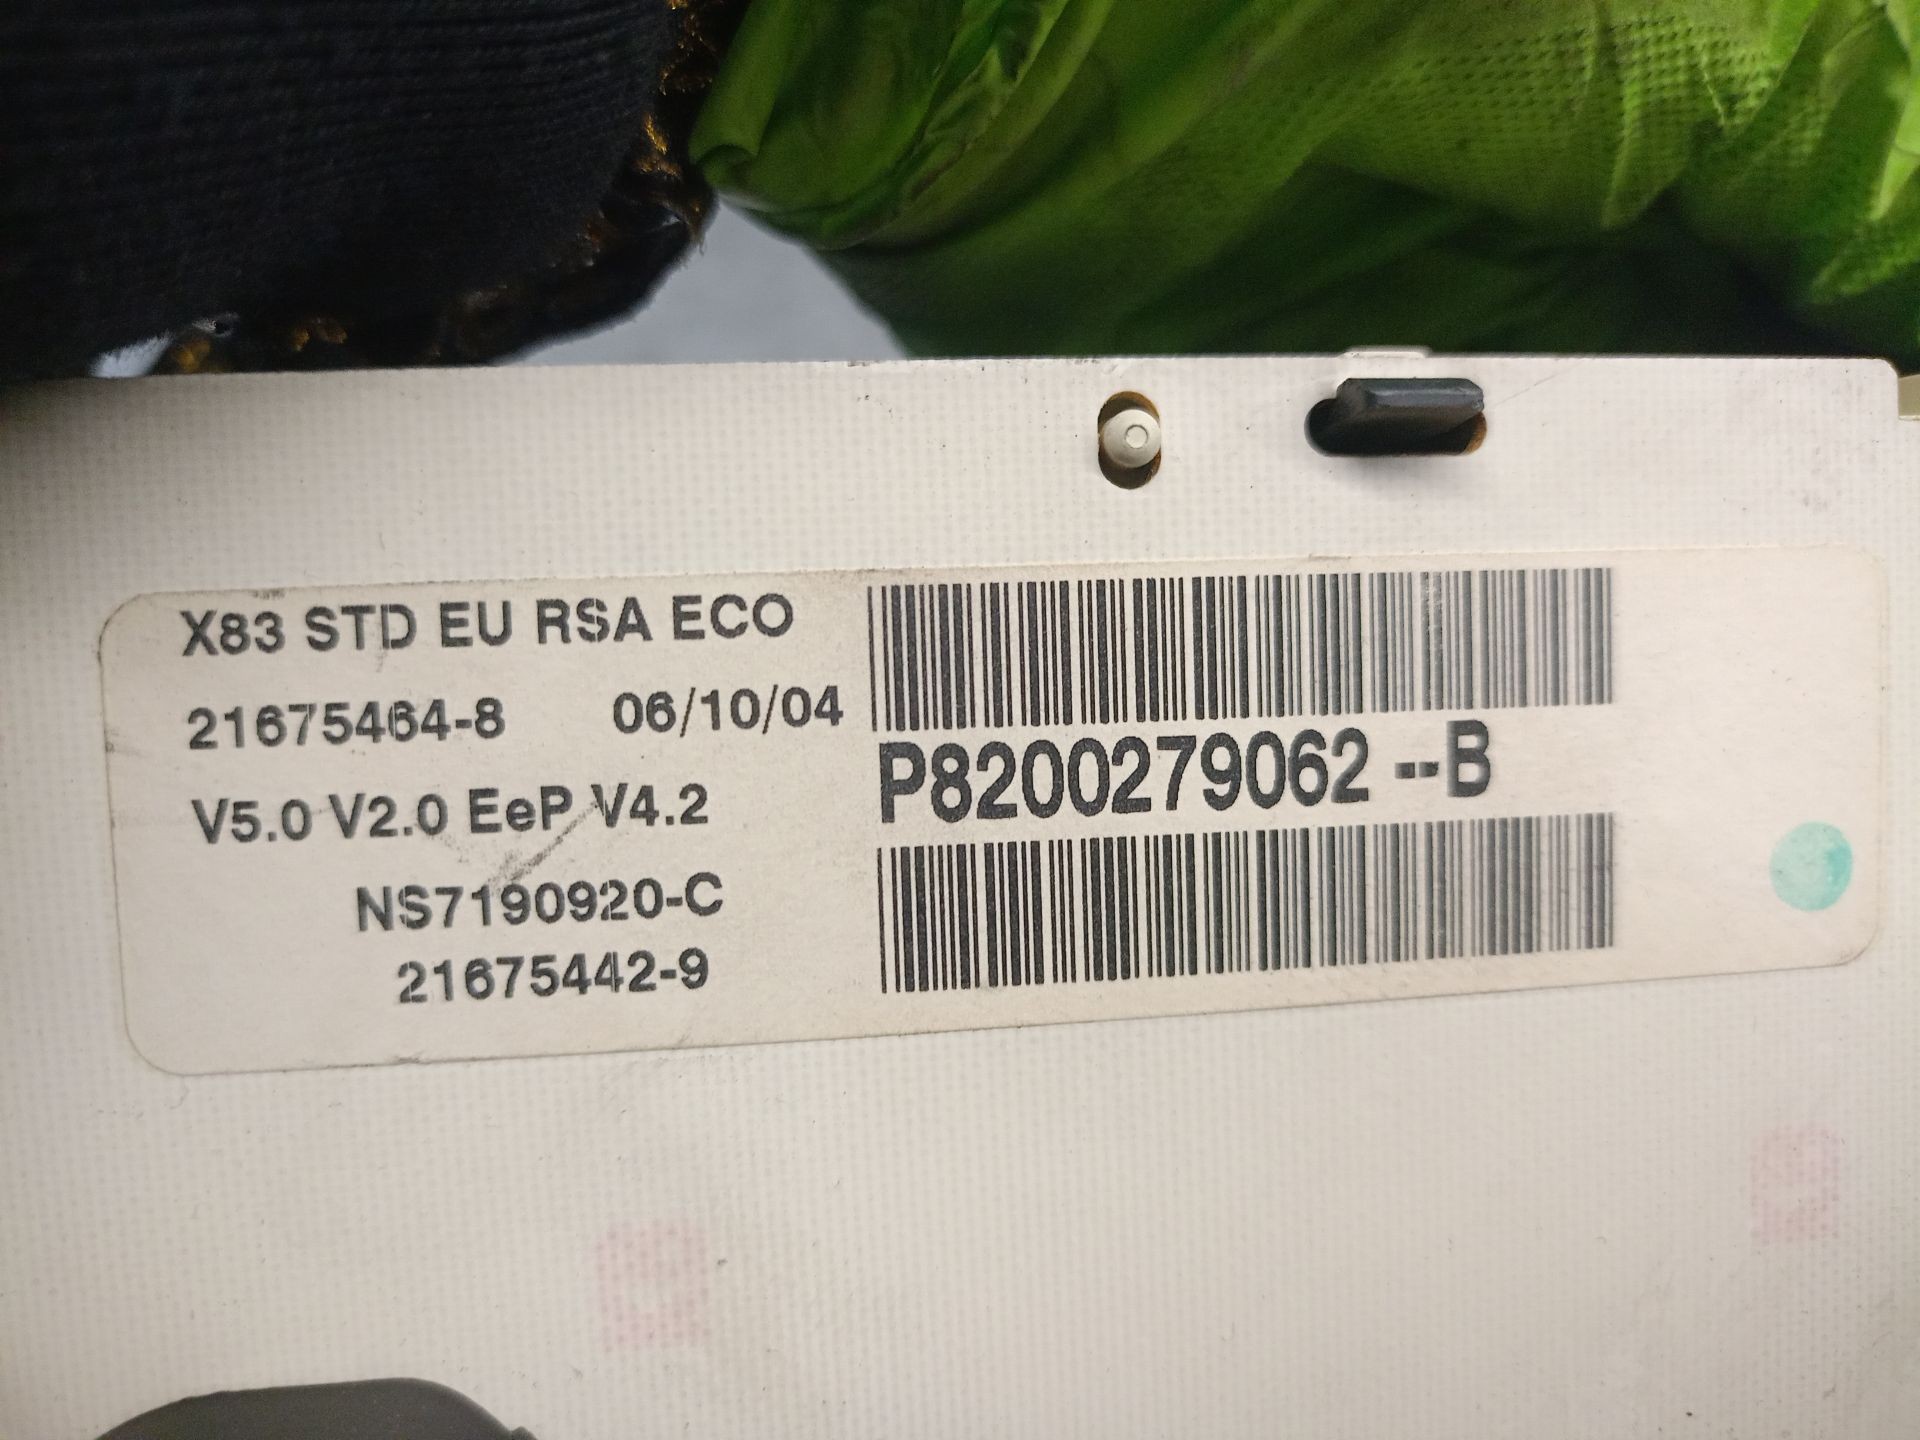 X83 STD EU RSA ECO
21675464-8 06/10/04
V5.0 V2.0 EeP V4.2
NS7190920-C
21675442-9
P8200279062--B